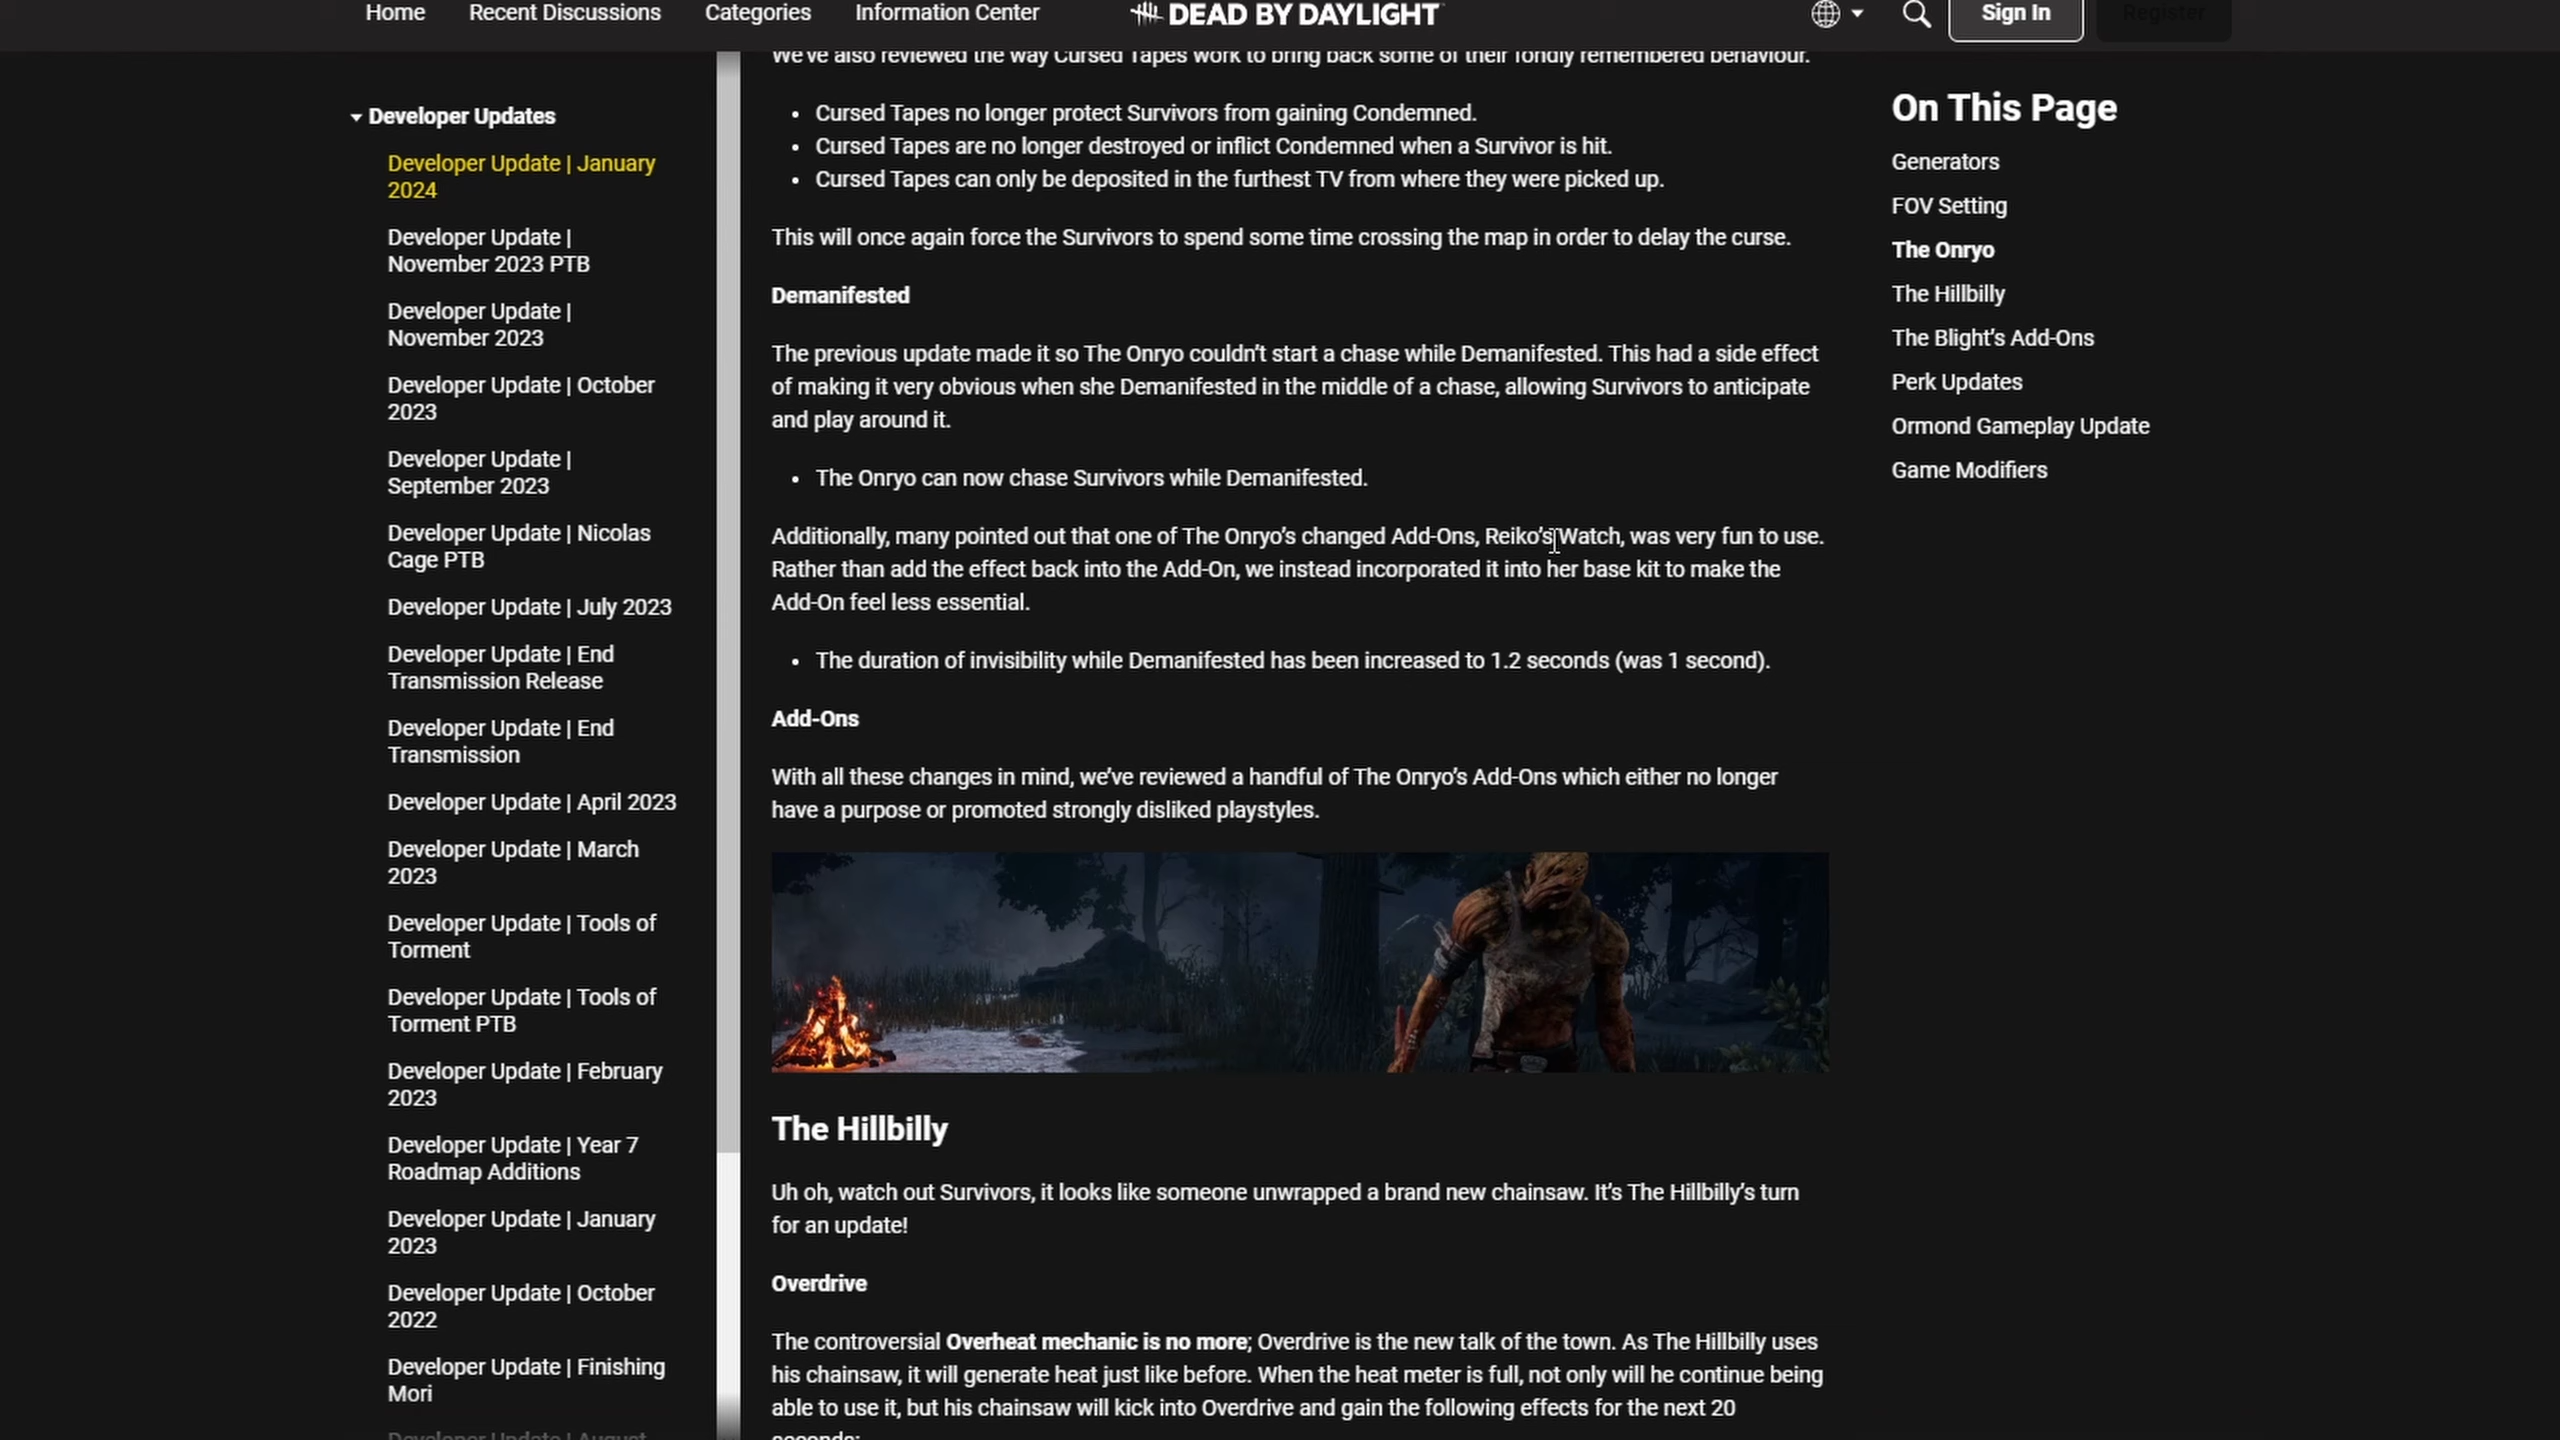 Home Recent Discussions Categories Information Center DEAD BY DAYLIGHT Sign In Register
Developer Updates
Developer Update | January
2024
Developer Update |
November 2023 PTB
Developer Update |
November 2023
Developer Update | October
2023
Developer Update |
September 2023
Developer Update | Nicolas
Cage PTB
Developer Update | July 2023
Developer Update | End
Transmission Release
Developer Update | End
Transmission
Developer Update | April 2023
Developer Update | March
2023
Developer Update | Tools of
Torment
Developer Update | Tools of
Torment PTB
Developer Update | February
2023
Developer Update | Year 7
Roadmap Additions
Developer Update | January
2023
Developer Update | October
2022
Developer Update | Finishing
Mori
Developer Update | August
We've also reviewed the way Cursed Tapes work to bring back some of their fondly remembered behaviour.
• Cursed Tapes no longer protect Survivors from gaining Condemned.
• Cursed Tapes are no longer destroyed or inflict Condemned when a Survivor is hit.
• Cursed Tapes can only be deposited in the furthest TV from where they were picked up.
This will once again force the Survivors to spend some time crossing the map in order to delay the curse.
Demanifested
The previous update made it so The Onryo couldn't start a chase while Demanifested. This had a side effect
of making it very obvious when she Demanifested in the middle of a chase, allowing Survivors to anticipate
and play around it.
• The Onryo can now chase Survivors while Demanifested.
Additionally, many pointed out that one of The Onryo's changed Add-Ons, Reiko's Watch, was very fun to use.
Rather than add the effect back into the Add-On, we instead incorporated it into her base kit to make the
Add-On feel less essential.
• The duration of invisibility while Demanifested has been increased to 1.2 seconds (was 1 second).
Add-Ons
With all these changes in mind, we've reviewed a handful of The Onryo's Add-Ons which either no longer
have a purpose or promoted strongly disliked playstyles.
The Hillbilly
Uh oh, watch out Survivors, it looks like someone unwrapped a brand new chainsaw. It's The Hillbilly's turn
for an update!
Overdrive
The controversial Overheat mechanic is no more; Overdrive is the new talk of the town. As The Hillbilly uses
his chainsaw, it will generate heat just like before. When the heat meter is full, not only will he continue being
able to use it, but his chainsaw will kick into Overdrive and gain the following effects for the next 20
seconds:
On This Page
Generators
FOV Setting
The Onryo
The Hillbilly
The Blight's Add-Ons
Perk Updates
Ormond Gameplay Update
Game Modifiers